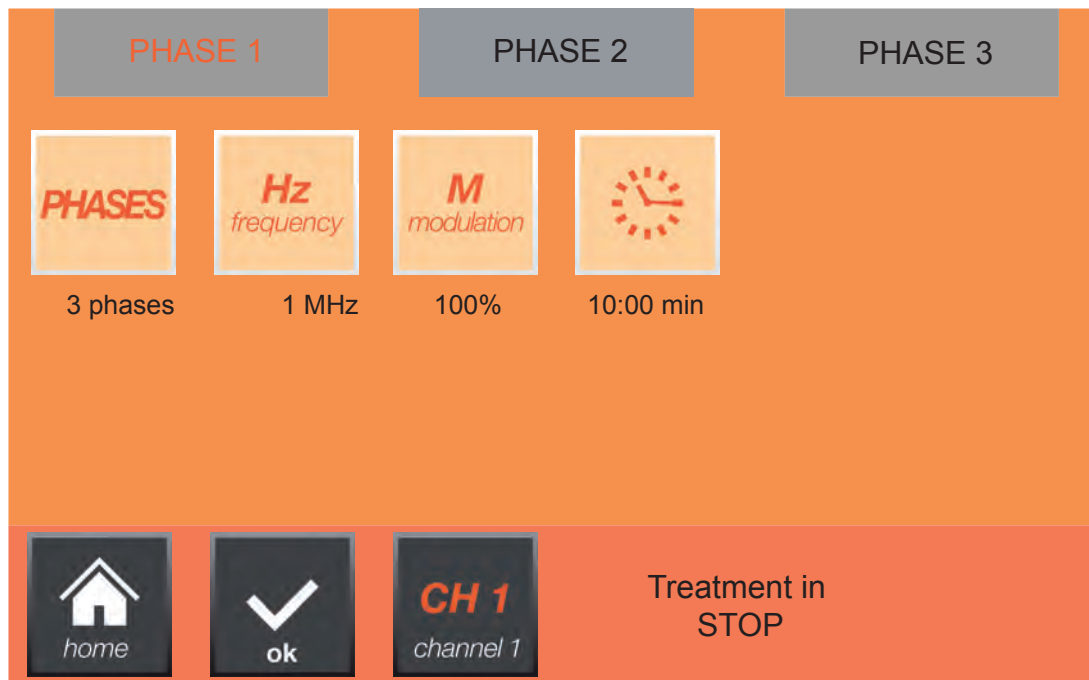 PHASE 1
PHASE 2
PHASE 3
PHASES
Hz
frequency
M
modulation
3 phases
1 MHz
100%
10:00 min
home
ok
CH 1
channel 1
Treatment in
STOP